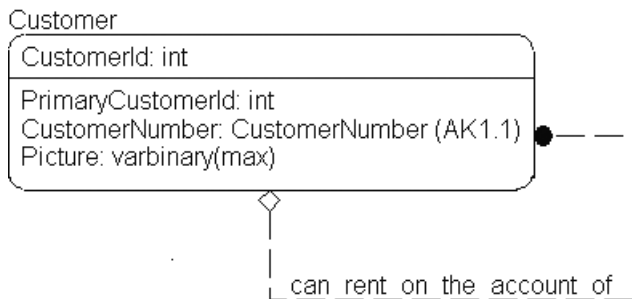 Customer
CustomerId: int
PrimaryCustomerId: int
CustomerNumber: CustomerNumber (AK1.1)
Picture: varbinary(max)
can rent on the account of